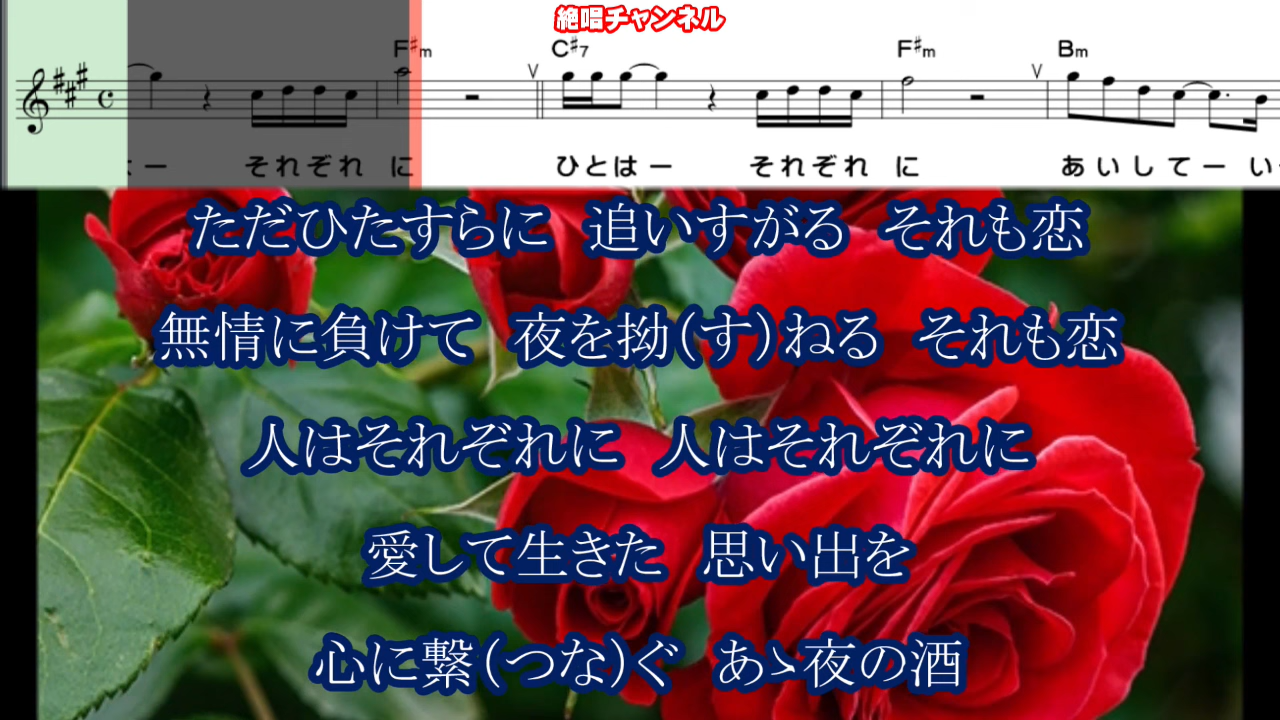 絶唱チャンネル
F#m C#7 F#m Bm
ー それぞれ に ひとは ー それぞれ に あいしてー い
ただひたすらに 追いすがる それも恋
無情に負けて 夜を拗(す)ねる それも恋
人はそれぞれに 人はそれぞれに
愛して生きた 思い出を
心に繋(つな)ぐ あゝ夜の酒